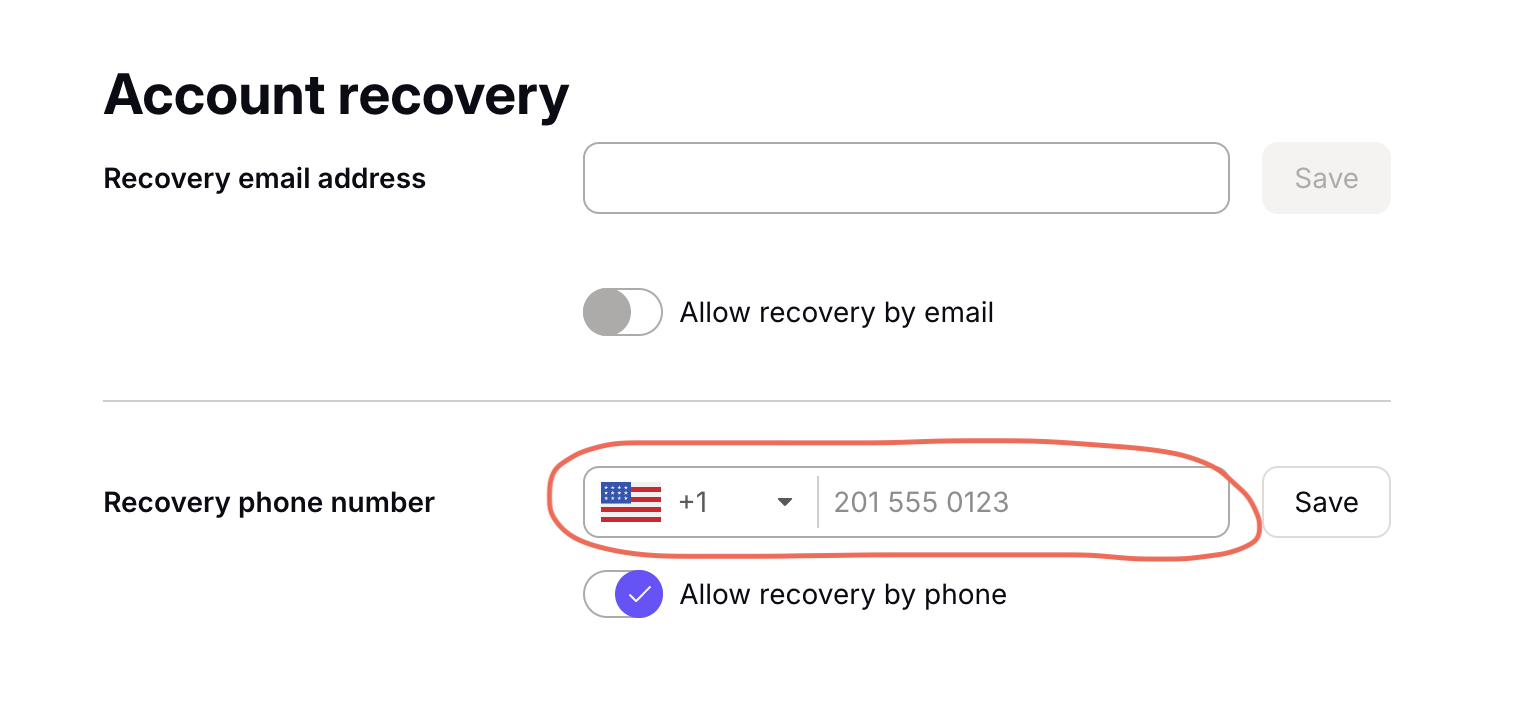 Account recovery
Recovery email address
Save
Allow recovery by email
Recovery phone number
+1
201 555 0123
Save
Allow recovery by phone